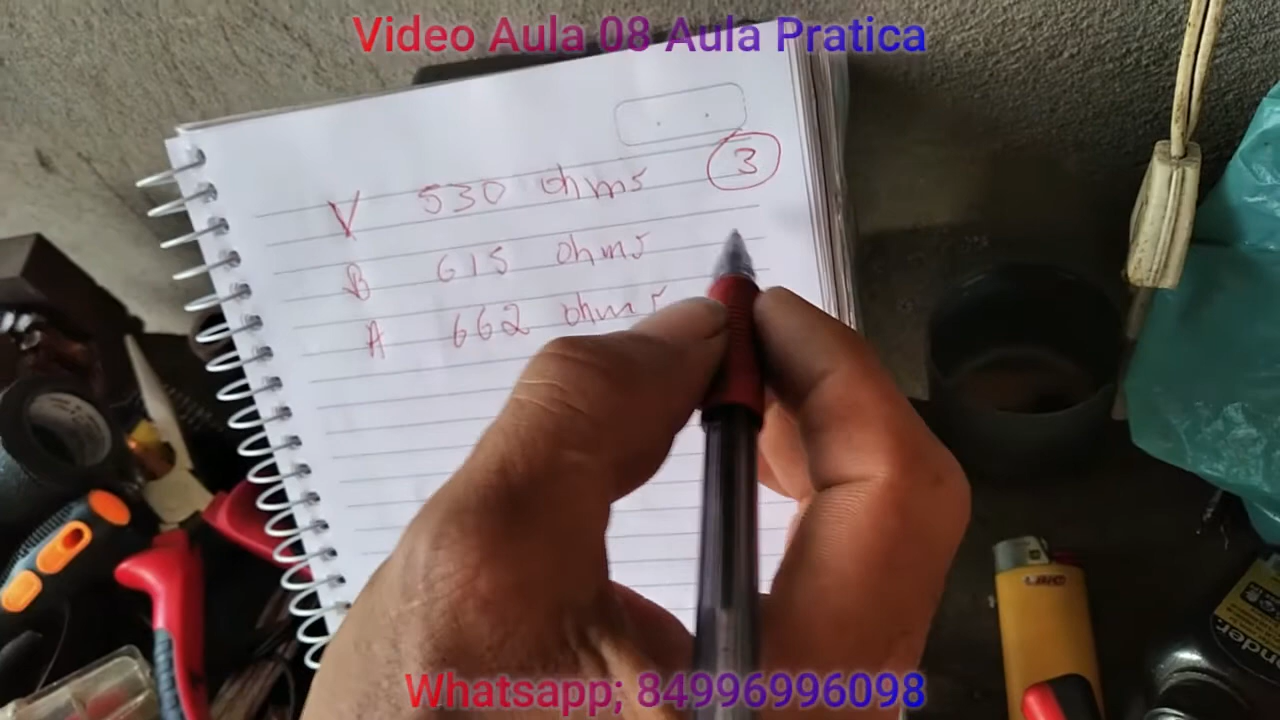 Video Aula 08 Aula Pratica
3
V 530 ohms
B 615 ohms
A 662 ohms
Whatsapp; 84996996098